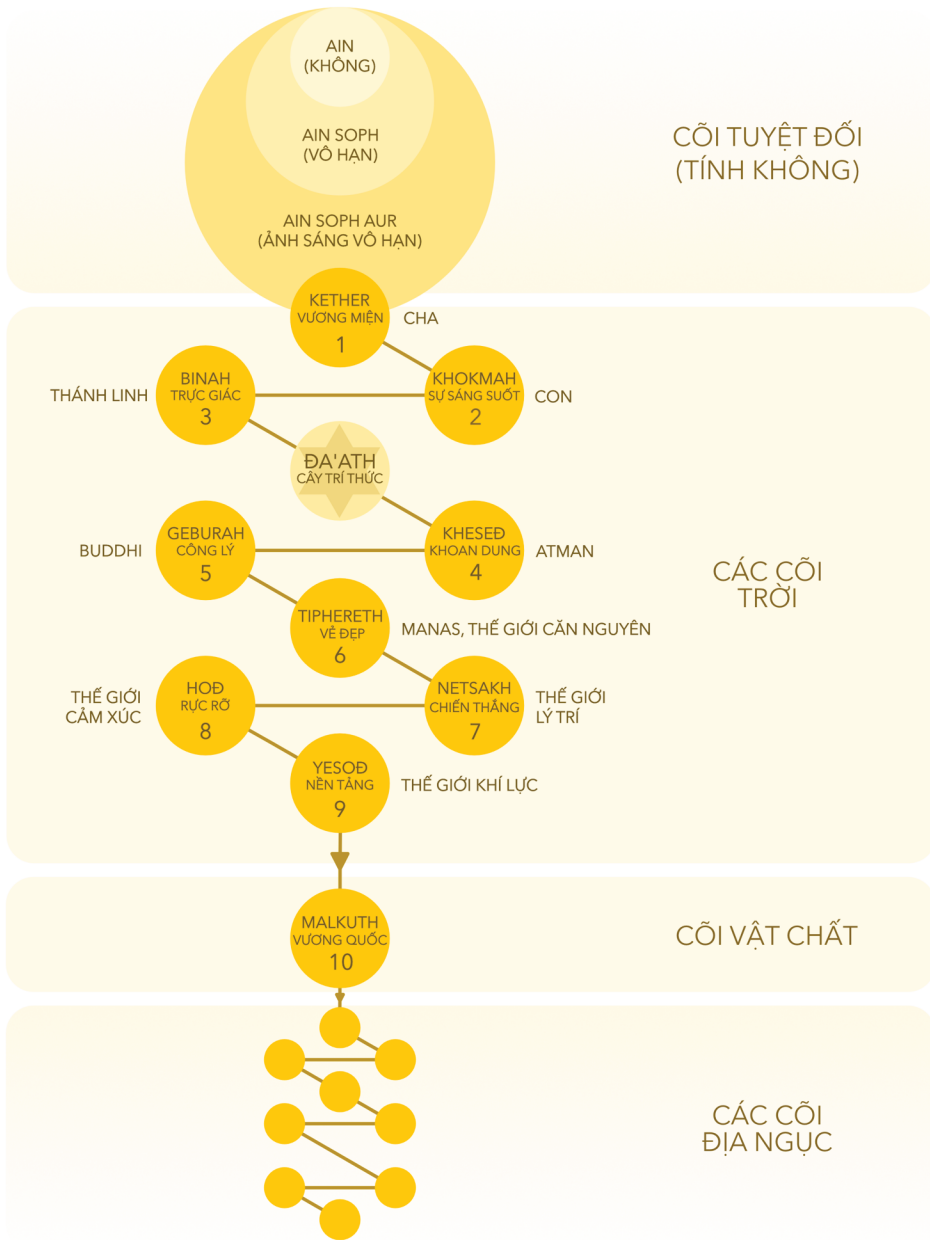 AIN
(KHÔNG)
AIN SOPH
(VÔ HẠN)
AIN SOPH AUR
(ẢNH SÁNG VÔ HẠN)
CÕI TUYỆT ĐỐI
(TÍNH KHÔNG)
KETHER
VƯƠNG MIỆN
1
CHA
THÁNH LINH
BINAH
TRỰC GIÁC
3
KHOKMAH
SỰ SÁNG SUỐT
2
CON
ĐA'ATH
CÂY TRÍ THỨC
BUDDHI
GEBURAH
CÔNG LÝ
5
KHESEĐ
KHOAN DUNG
4
ATMAN
CÁC CÕI
TRỜI
TIPHERETH
VẺ ĐẸP
6
MANAS, THẾ GIỚI CĂN NGUYÊN
THẾ GIỚI
CẢM XÚC
HOĐ
RỰC RỠ
8
NETSAKH
CHIẾN THẮNG
7
THẾ GIỚI
LÝ TRÍ
YESOĐ
NỀN TẢNG
9
THẾ GIỚI KHÍ LỰC
MALKUTH
VƯƠNG QUỐC
10
CÕI VẬT CHẤT
CÁC CÕI
ĐỊA NGỤC